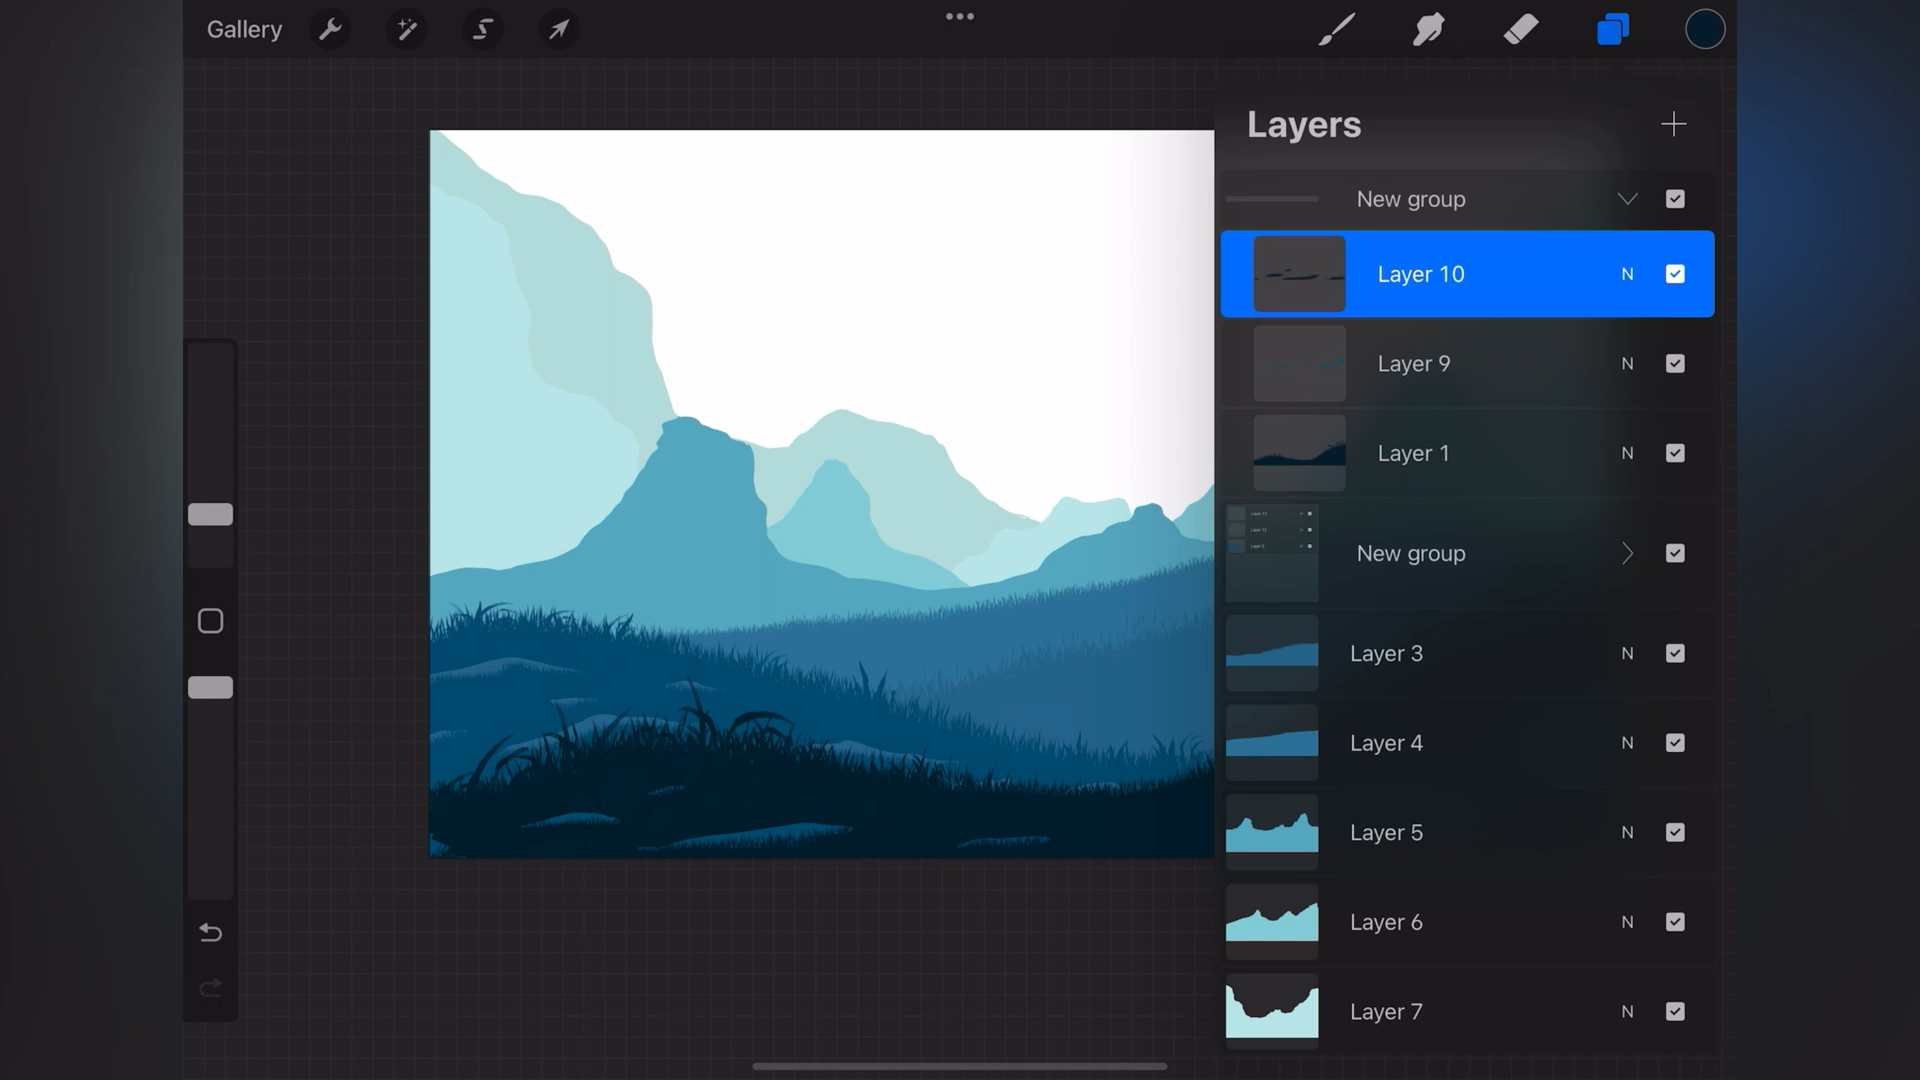 Gallery
Layers
New group
Layer 10 N
Layer 9 N
Layer 1 N
New group
Layer 3 N
Layer 4 N
Layer 5 N
Layer 6 N
Layer 7 N